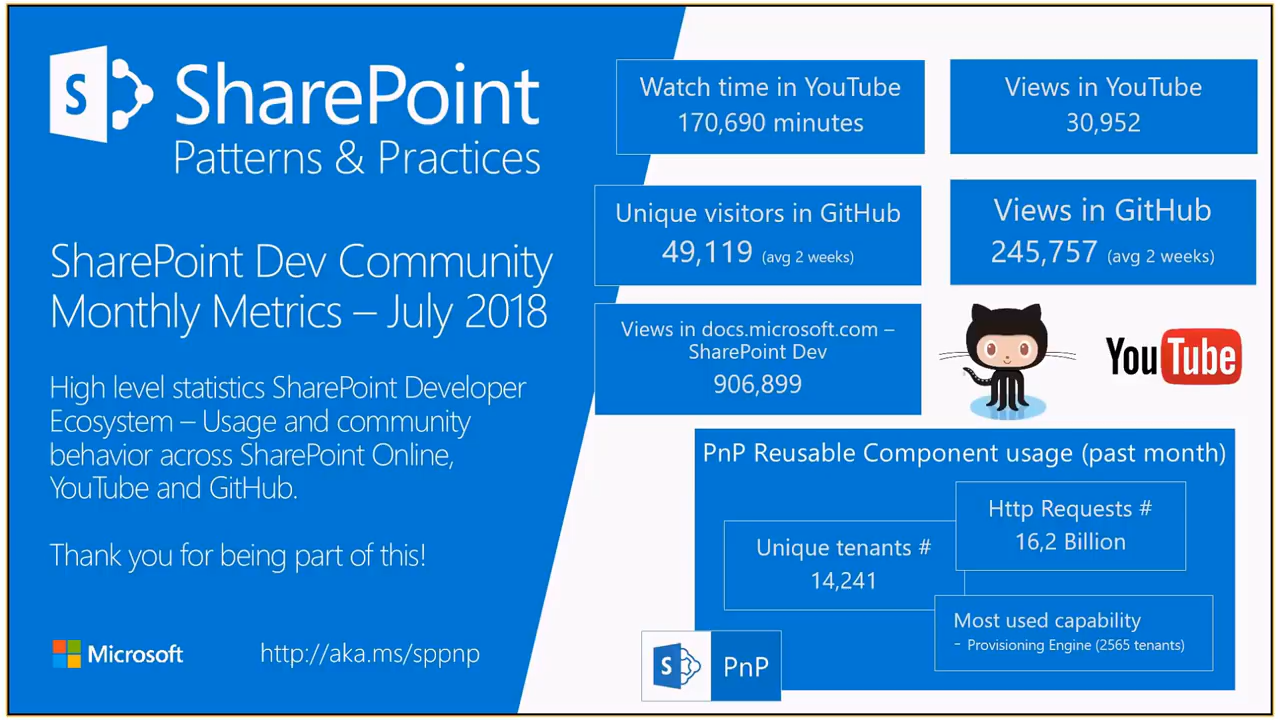 S
SharePoint
Patterns & Practices
SharePoint Dev Community
Monthly Metrics – July 2018
High level statistics SharePoint Developer
Ecosystem – Usage and community
behavior across SharePoint Online,
YouTube and GitHub.
Thank you for being part of this!
Microsoft
http://aka.ms/sppnp
Watch time in YouTube
170,690 minutes
Views in YouTube
30,952
Unique visitors in GitHub
49,119 (avg 2 weeks)
Views in GitHub
245,757 (avg 2 weeks)
Views in docs.microsoft.com –
SharePoint Dev
906,899
YouTube
PnP Reusable Component usage (past month)
Http Requests #
16,2 Billion
Unique tenants #
14,241
Most used capability
- Provisioning Engine (2565 tenants)
S
PnP